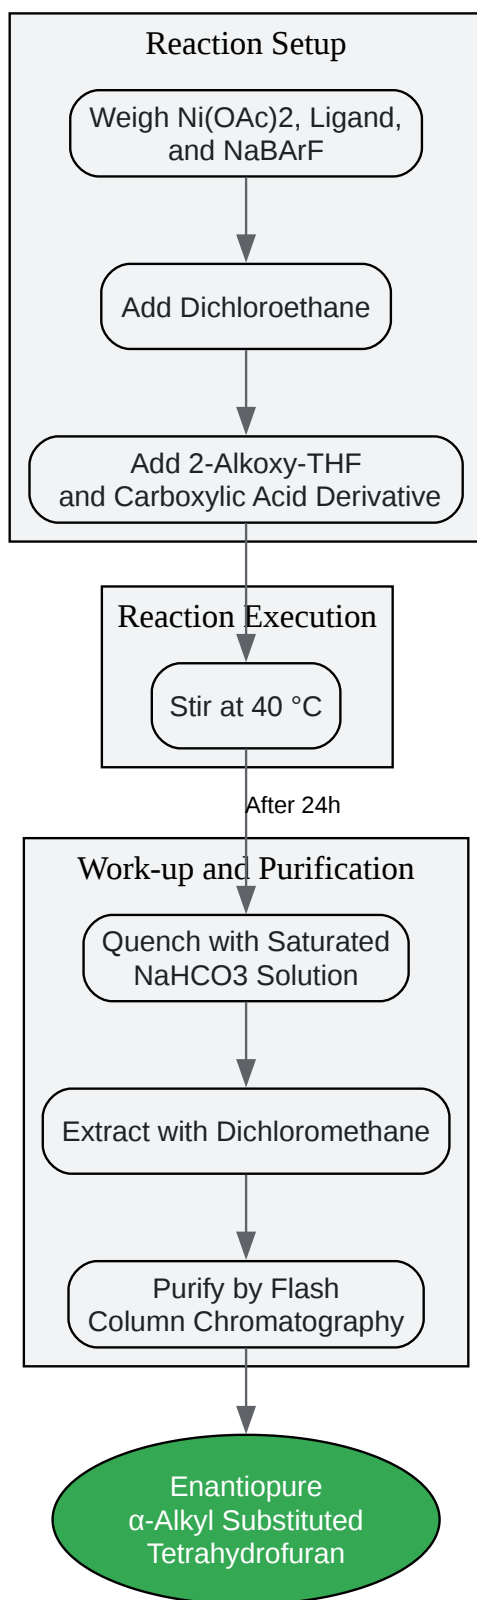 Reaction Setup
Weigh Ni(OAc)2, Ligand,
and NaBArF
Add Dichloroethane
Add 2-Alkoxy-THF
and Carboxylic Acid Derivative
Reaction Execution
Stir at 40 °C
After 24h
Work-up and Purification
Quench with Saturated
NaHCO3 Solution
Extract with Dichloromethane
Purify by Flash
Column Chromatography
Enantiopure
α-Alkyl Substituted
Tetrahydrofuran